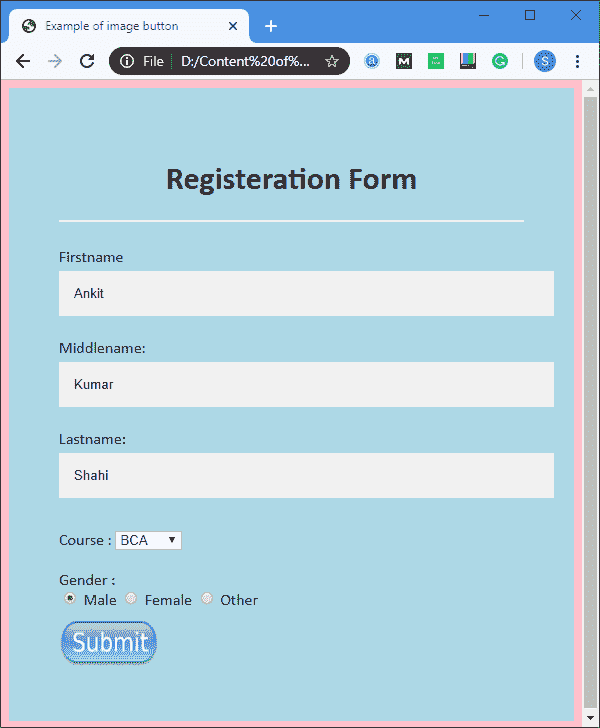 Example of image button
File D:/Content%20of%...
Registeration Form
Firstname
Ankit
Middlename:
Kumar
Lastname:
Shahi
Course : BCA
Gender :
Male Female Other
Submit